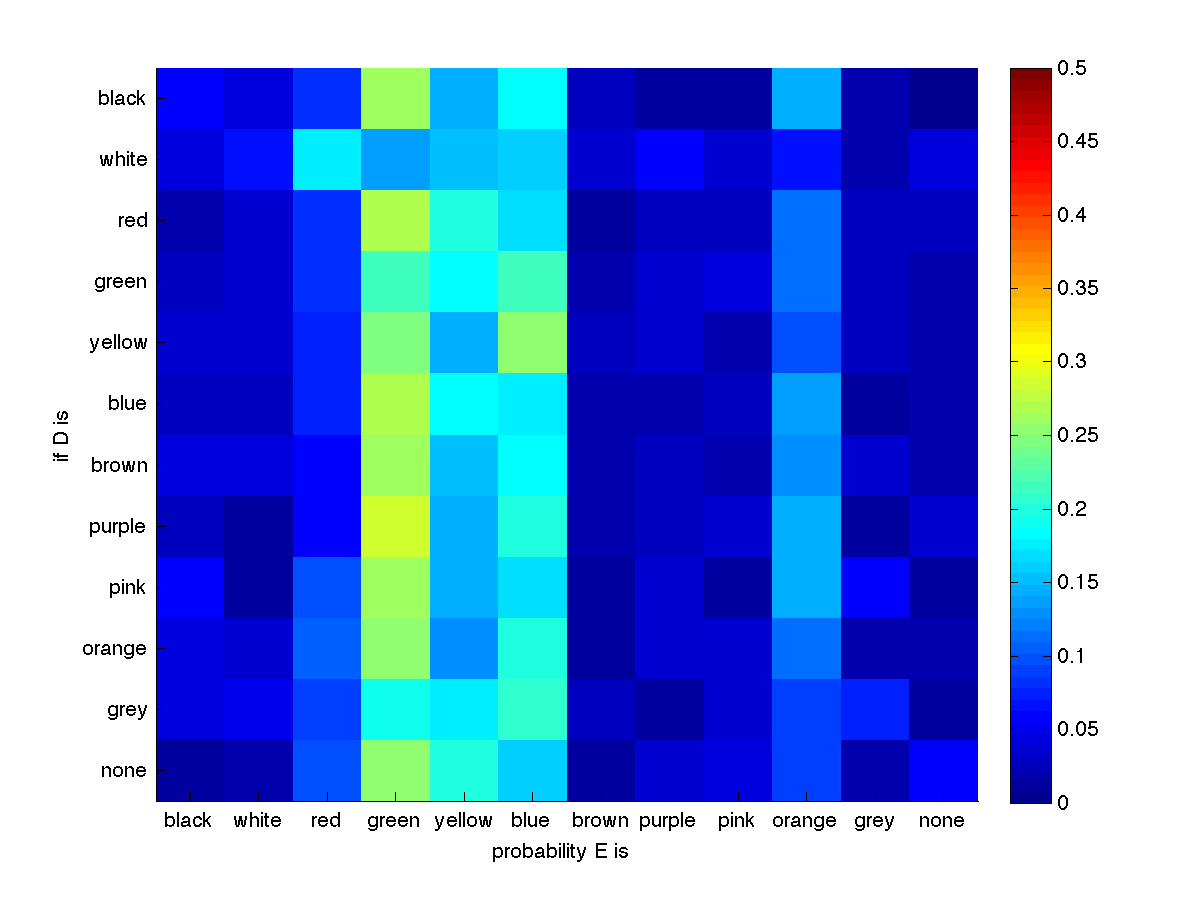 if D is
black
white
red
green
yellow
blue
brown
purple
pink
orange
grey
none
black white red green yellow blue brown purple pink orange grey none
probability E is
0.5
0.45
0.4
0.35
0.3
0.25
0.2
0.15
0.1
0.05
0